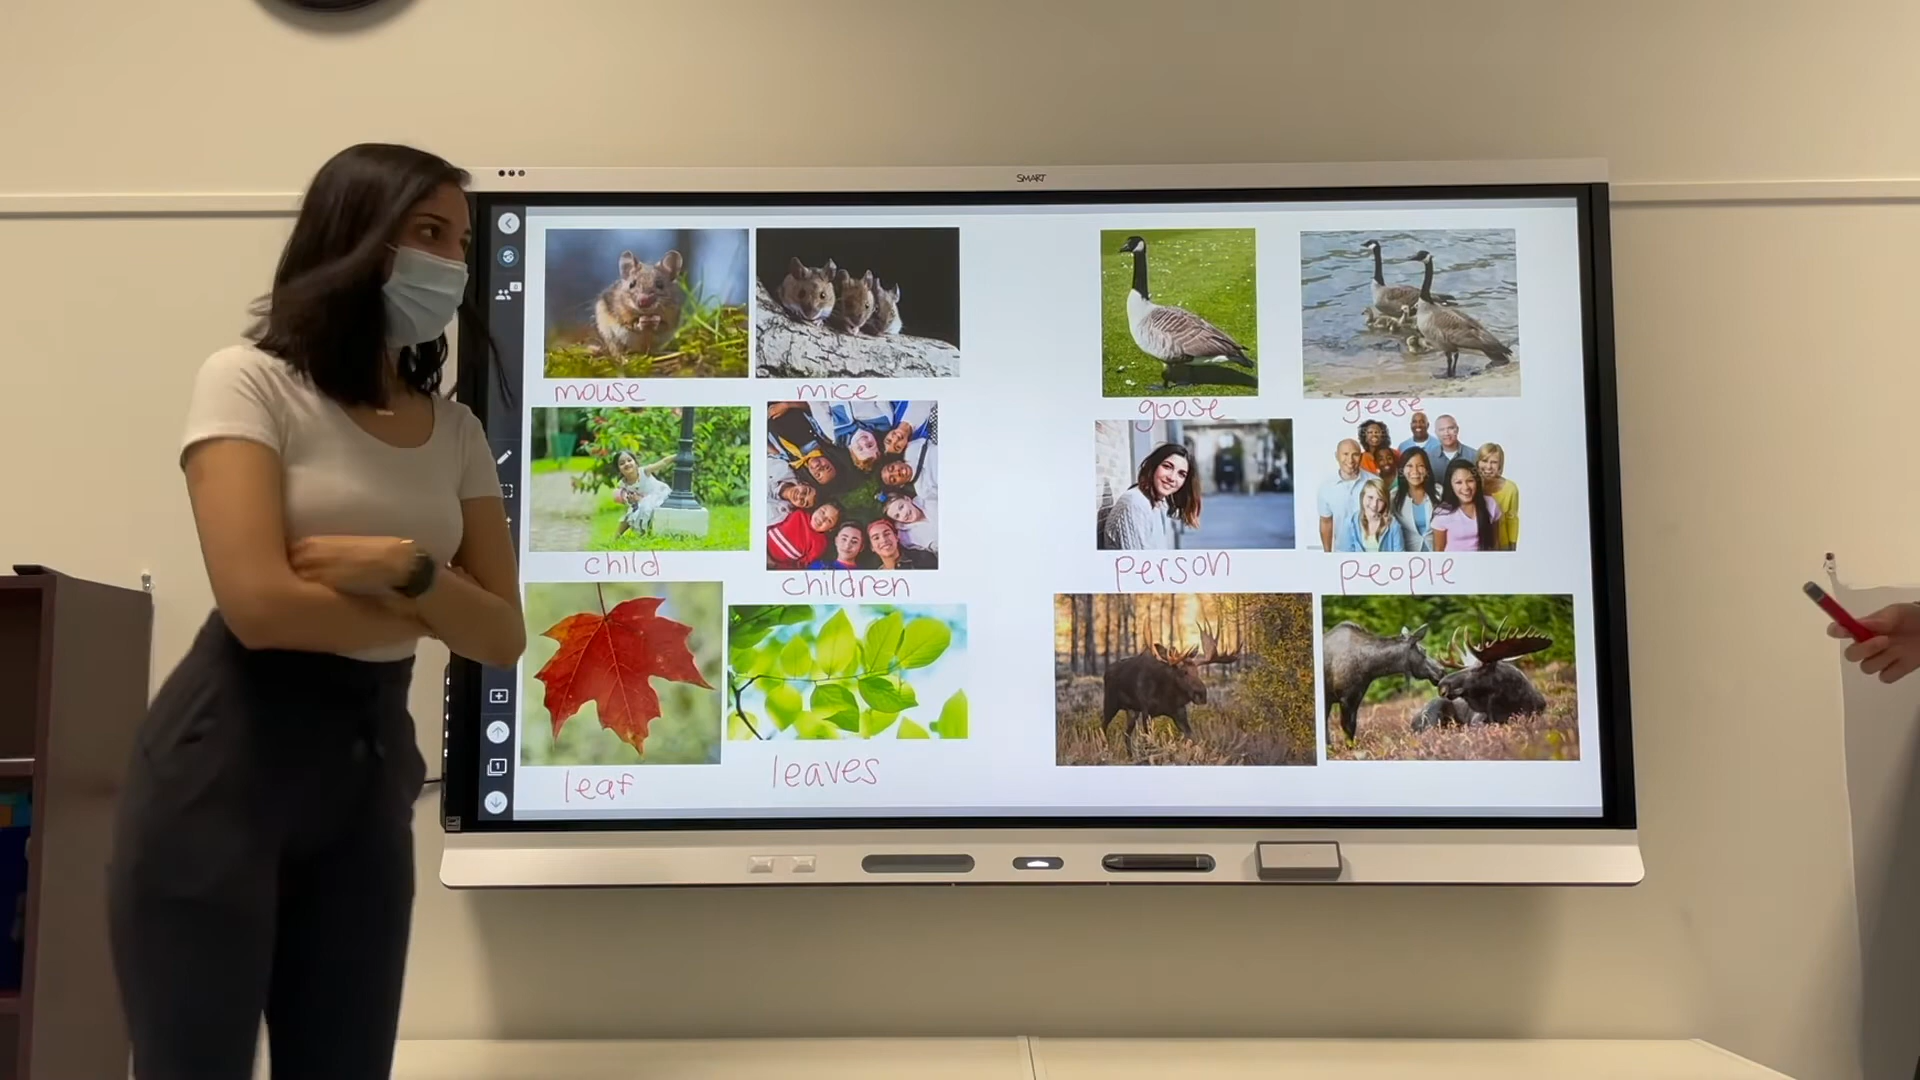 SMART
mouse
mice
goose
geese
child
children
person
people
leaf
leaves